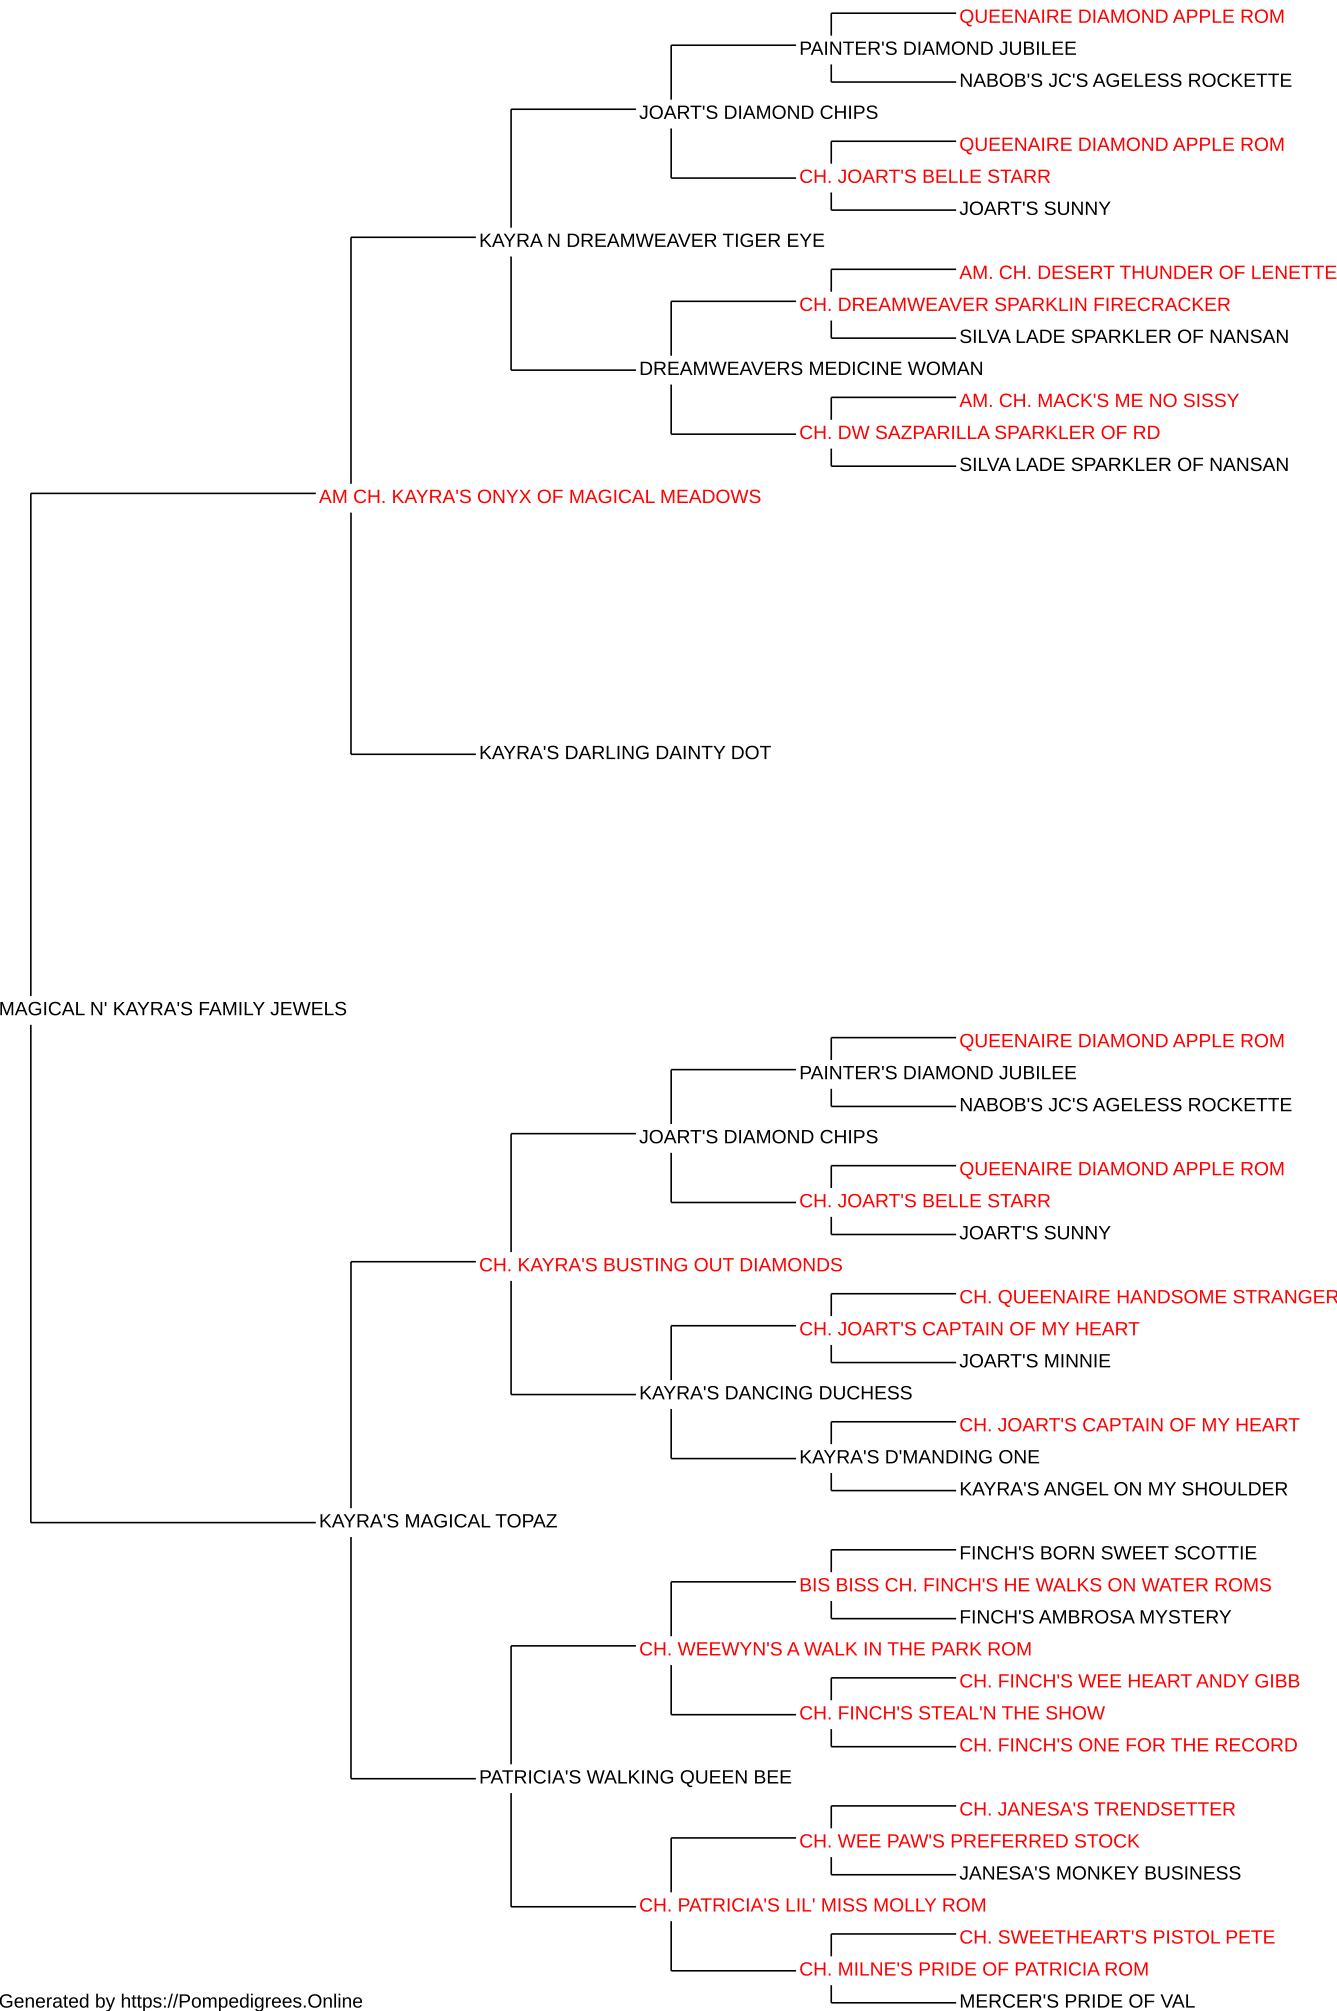 QUEENAIRE DIAMOND APPLE ROM
PAINTER'S DIAMOND JUBILEE
NABOB'S JC'S AGELESS ROCKETTE
JOART'S DIAMOND CHIPS
QUEENAIRE DIAMOND APPLE ROM
CH. JOART'S BELLE STARR
JOART'S SUNNY
KAYRA N DREAMWEAVER TIGER EYE
AM. CH. DESERT THUNDER OF LENETTE
CH. DREAMWEAVER SPARKLIN FIRECRACKER
SILVA LADE SPARKLER OF NANSAN
DREAMWEAVERS MEDICINE WOMAN
AM. CH. MACK'S ME NO SISSY
CH. DW SAZPARILLA SPARKLER OF RD
SILVA LADE SPARKLER OF NANSAN
AM CH. KAYRA'S ONYX OF MAGICAL MEADOWS
KAYRA'S DARLING DAINTY DOT
MAGICAL N' KAYRA'S FAMILY JEWELS
QUEENAIRE DIAMOND APPLE ROM
PAINTER'S DIAMOND JUBILEE
NABOB'S JC'S AGELESS ROCKETTE
JOART'S DIAMOND CHIPS
QUEENAIRE DIAMOND APPLE ROM
CH. JOART'S BELLE STARR
JOART'S SUNNY
CH. KAYRA'S BUSTING OUT DIAMONDS
CH. QUEENAIRE HANDSOME STRANGER
CH. JOART'S CAPTAIN OF MY HEART
JOART'S MINNIE
KAYRA'S DANCING DUCHESS
CH. JOART'S CAPTAIN OF MY HEART
KAYRA'S D'MANDING ONE
KAYRA'S ANGEL ON MY SHOULDER
KAYRA'S MAGICAL TOPAZ
FINCH'S BORN SWEET SCOTTIE
BIS BISS CH. FINCH'S HE WALKS ON WATER ROMS
FINCH'S AMBROSA MYSTERY
CH. WEEWYN'S A WALK IN THE PARK ROM
CH. FINCH'S WEE HEART ANDY GIBB
CH. FINCH'S STEAL'N THE SHOW
CH. FINCH'S ONE FOR THE RECORD
PATRICIA'S WALKING QUEEN BEE
CH. JANESA'S TRENDSETTER
CH. WEE PAW'S PREFERRED STOCK
JANESA'S MONKEY BUSINESS
CH. PATRICIA'S LIL' MISS MOLLY ROM
CH. SWEETHEART'S PISTOL PETE
CH. MILNE'S PRIDE OF PATRICIA ROM
MERCER'S PRIDE OF VAL
Generated by https://Pompedigrees.Online